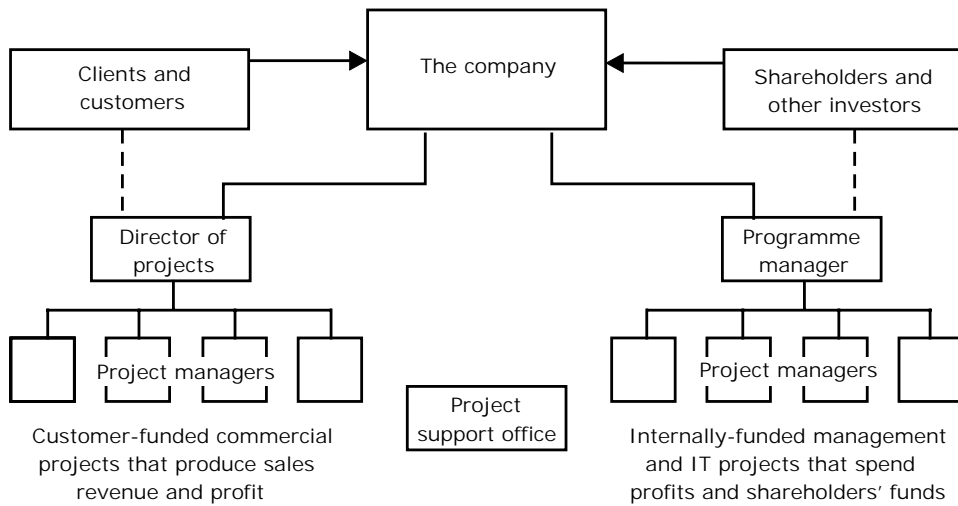 Clients and
customers
The company
Shareholders and
other investors
Director of
projects
Programme
manager
Project managers
Project managers
Project
support office
Customer-funded commercial
projects that produce sales
revenue and profit
Internally-funded management
and IT projects that spend
profits and shareholders’ funds